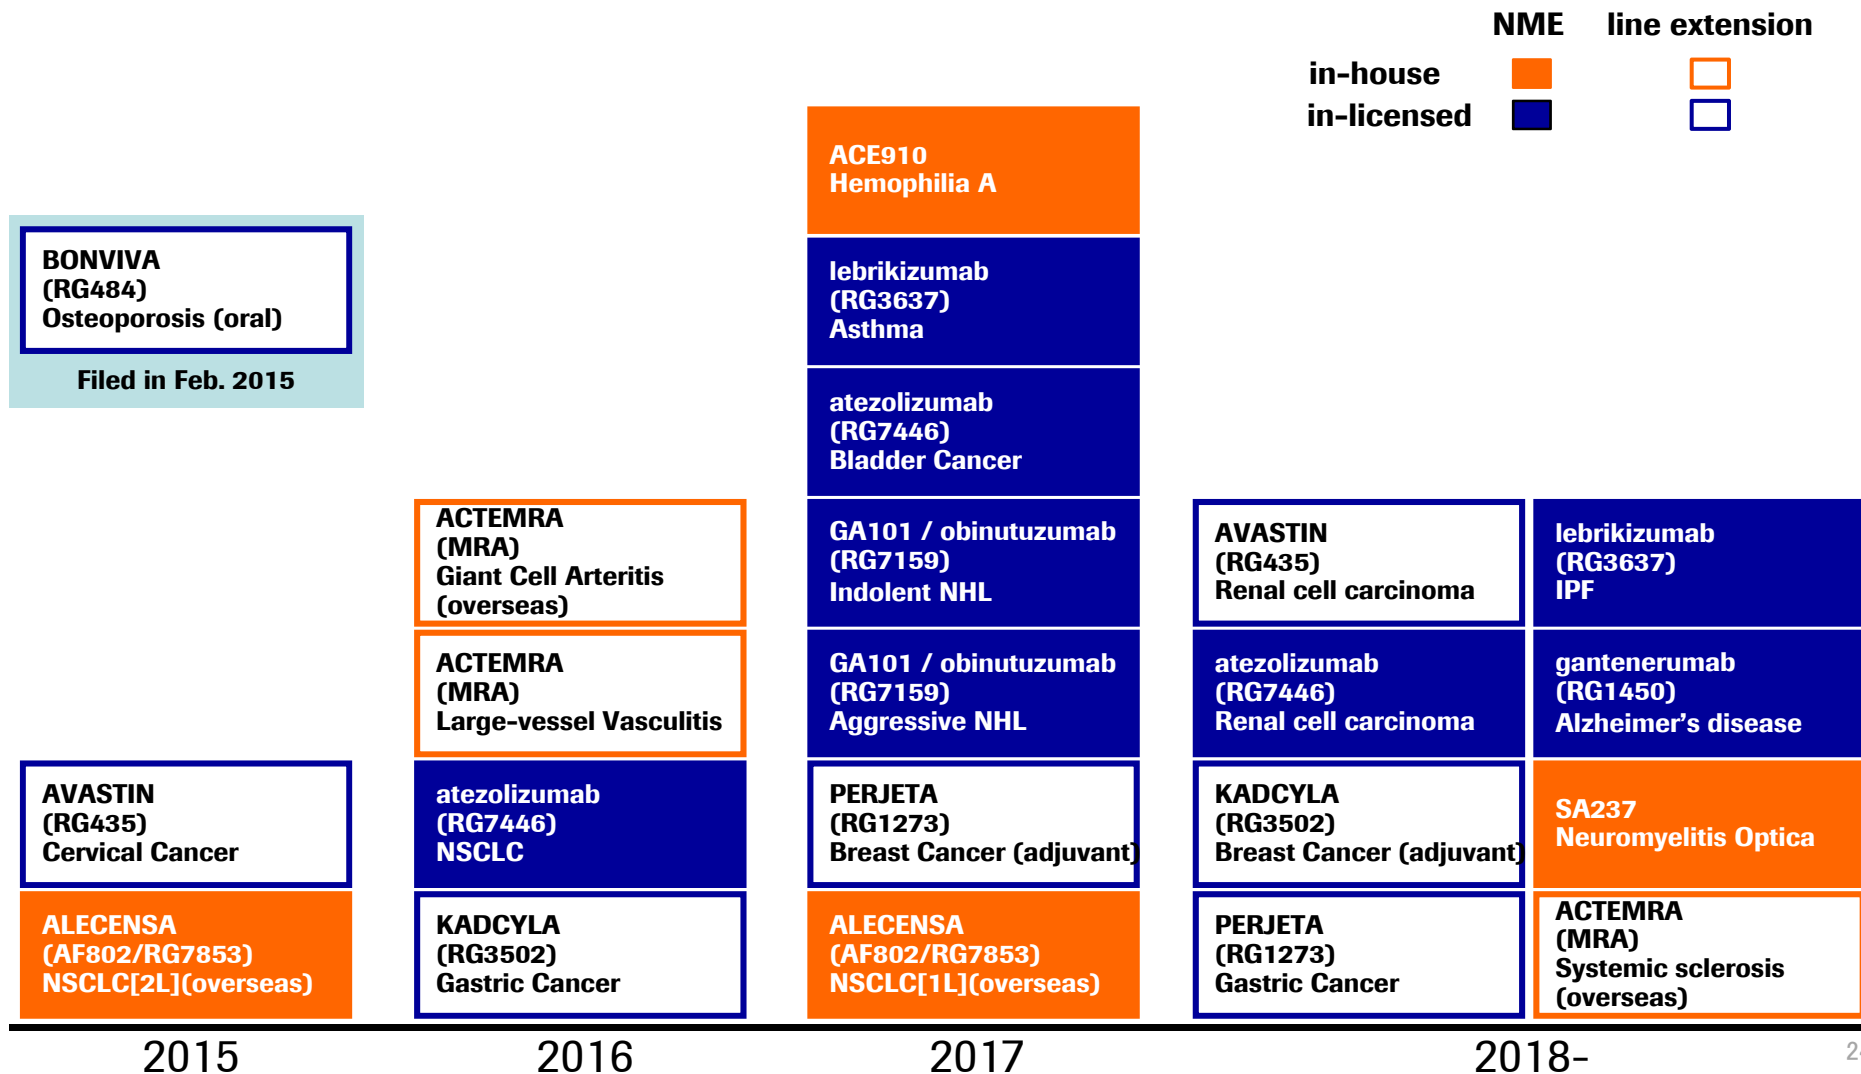 NME line extension
in-house
in-licensed
BONVIVA
(RG484)
Osteoporosis (oral)
Filed in Feb. 2015
AVASTIN
(RG435)
Cervical Cancer
ALECENSA
(AF802/RG7853)
NSCLC[2L](overseas)
ACTEMRA
(MRA)
Giant Cell Arteritis
(overseas)
ACTEMRA
(MRA)
Large-vessel Vasculitis
atezolizumab
(RG7446)
NSCLC
KADCYLA
(RG3502)
Gastric Cancer
ACE910
Hemophilia A
lebrikizumab
(RG3637)
Asthma
atezolizumab
(RG7446)
Bladder Cancer
GA101 / obinutuzumab
(RG7159)
Indolent NHL
GA101 / obinutuzumab
(RG7159)
Aggressive NHL
PERJETA
(RG1273)
Breast Cancer (adjuvant)
ALECENSA
(AF802/RG7853)
NSCLC[1L](overseas)
AVASTIN
(RG435)
Renal cell carcinoma
atezolizumab
(RG7446)
Renal cell carcinoma
KADCYLA
(RG3502)
Breast Cancer (adjuvant)
PERJETA
(RG1273)
Gastric Cancer
lebrikizumab
(RG3637)
IPF
gantenerumab
(RG1450)
Alzheimer's disease
SA237
Neuromyelitis Optica
ACTEMRA
(MRA)
Systemic sclerosis
(overseas)
2015 2016 2017 2018-